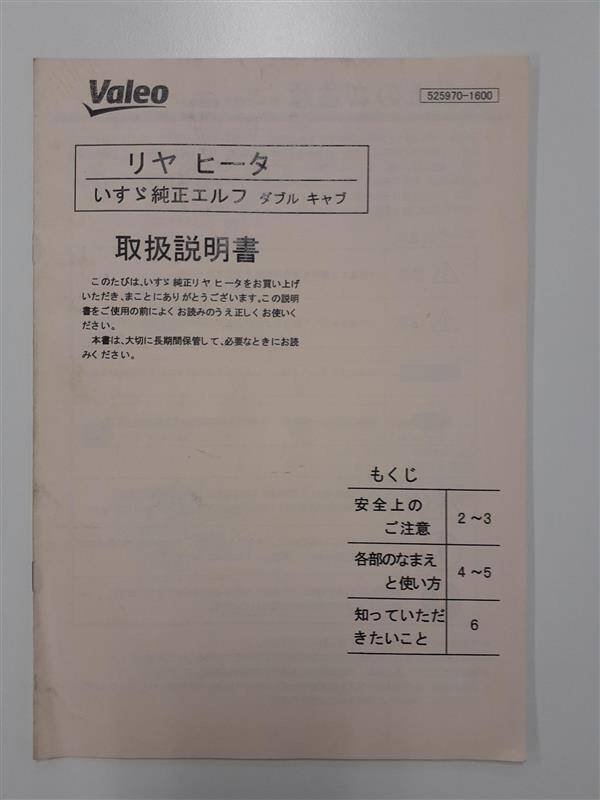 Valeo
525970-1600
リヤ ヒータ
いすゞ純正エルフ ダブル キャブ
取扱説明書
このたびは、いすゞ純正リヤヒータをお買い上げ
いただき、まことにありがとうございます。この説明
書をご使用の前によくお読みのうえ正しくお使いく
ださい。
本書は、大切に長期間保管して、必要なときにお読
みください。
もくじ
安全上の
ご注意
2～3
各部のなまえ
と使い方
4～5
知っていただ
きたいこと
6